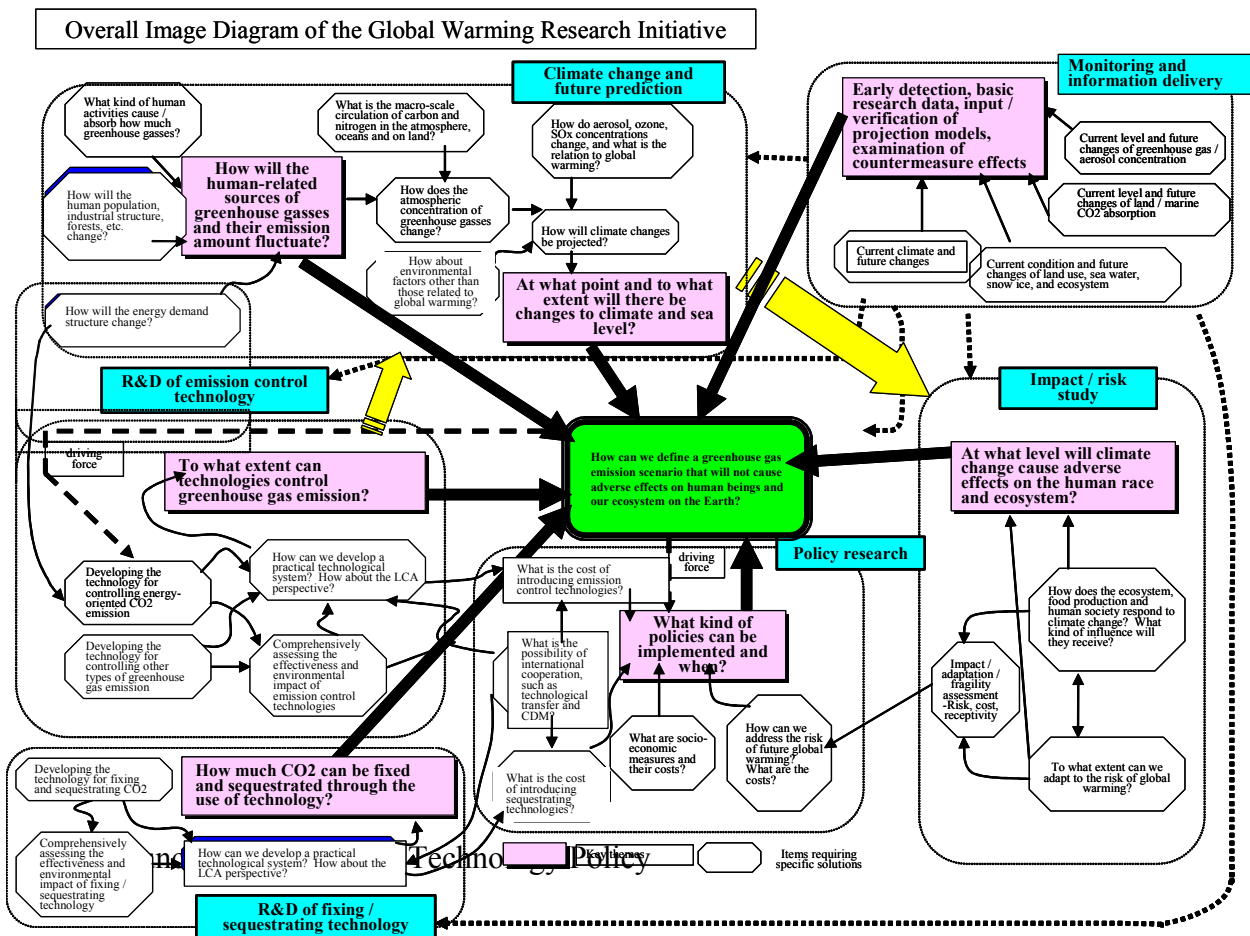 Overall Image Diagram of the Global Warming Research Initiative
Climate change and
future prediction
Monitoring and
information delivery
What kind of human
activities cause /
absorb how much
greenhouse gasses?
What is the macro-scale
circulation of carbon and
nitrogen in the atmosphere,
oceans and on land?
How do aerosol, ozone,
SOx concentrations
change, and what is the
relation to global
warming?
Early detection, basic
research data, input /
verification of
projection models,
examination of
countermeasure effects
Current level and future
changes of greenhouse gas /
aerosol concentration
How will the
human population,
industrial structure,
forests, etc.
change?
How will the
human-related
sources of
greenhouse gasses
and their emission
amount fluctuate?
How does the
atmospheric
concentration of
greenhouse gasses
change?
How will climate changes
be projected?
Current level and future
changes of land / marine
CO2 absorption
Current climate and
future changes
Current condition and future
changes of land use, sea water,
snow ice, and ecosystem
How about
environmental
factors other than
those related to
global warming?
At what point and to what
extent will there be
changes to climate and sea
level?
How will the energy demand
structure change?
R&D of emission control
technology
Impact / risk
study
driving
force
To what extent can
technologies control
greenhouse gas emission?
How can we define a greenhouse gas
emission scenario that will not cause
adverse effects on human beings and
our ecosystem on the Earth?
At what level will climate
change cause adverse
effects on the human race
and ecosystem?
Policy research
driving
force
How can we develop a
practical technological
system?  How about the LCA
perspective?
What is the cost of
introducing emission
control technologies?
Developing the
technology for
controlling energy-
oriented CO2
emission
How does the ecosystem,
food production and
human society respond to
climate change?  What
kind of influence will
they receive?
What kind of
policies can be
implemented and
when?
Developing the
technology for
controlling other
types of greenhouse
gas emission
Comprehensively
assessing the
effectiveness and
environmental
impact of
emission control
technologies
What is the
possibility of
international
cooperation,
such as
technological
transfer and
CDM?
Impact /
adaptation /
fragility
assessment
-Risk, cost,
receptivity
What are socio-
economic
measures and
their costs?
How can we
address the risk
of future global
warming?
What are the
costs?
To what extent can we
adapt to the risk of global
warming?
Developing the
technology for fixing
and sequestrating CO2
How much CO2 can be fixed
and sequestrated through the
use of technology?
What is the cost
of introducing
sequestrating
technologies?
Comprehensively
assessing the
effectiveness and
environmental
impact of fixing /
sequestrating
technology
How can we develop a practical
technological system?  How about the
LCA perspective?
Technology Policy
Key themes
Items requiring
specific solutions
R&D of fixing /
sequestrating technology